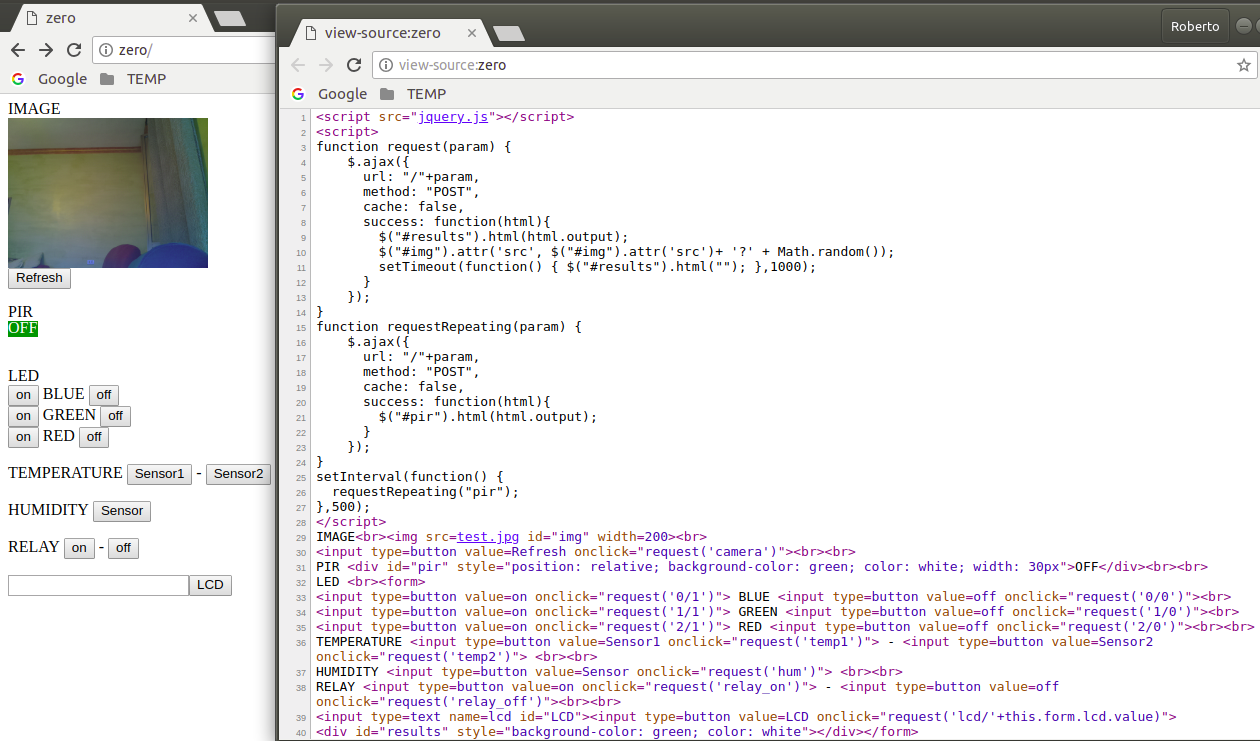 zero
zero/
Google TEMP
IMAGE
Refresh
PIR
OFF
LED
on BLUE off
on GREEN off
on RED off
TEMPERATURE Sensor1 - Sensor2
HUMIDITY Sensor
RELAY on - off
LCD
view-source:zero
Roberto
view-source:zero
Google TEMP
1 <script src="jquery.js"></script>
2 <script>
3 function request(param) {
4     $.ajax({
5       url: "/"+param,
6       method: "POST",
7       cache: false,
8       success: function(html){
9         $("#results").html(html.output);
10         $("#img").attr('src', $("#img").attr('src')+ '?' + Math.random());
11         setTimeout(function() { $("#results").html(""); },1000);
12       }
13     });
14 }
15 function requestRepeating(param) {
16     $.ajax({
17       url: "/"+param,
18       method: "POST",
19       cache: false,
20       success: function(html){
21         $("#pir").html(html.output);
22       }
23     });
24 }
25 setInterval(function() {
26   requestRepeating("pir");
27 },500);
28 </script>
29 IMAGE<br><img src=test.jpg id="img" width=200><br>
30 <input type=button value=Refresh onclick="request('camera')"><br><br>
31 PIR <div id="pir" style="position: relative; background-color: green; color: white; width: 30px">OFF</div><br><br>
32 LED <br><form>
33 <input type=button value=on onclick="request('0/1')"> BLUE <input type=button value=off onclick="request('0/0')"><br>
34 <input type=button value=on onclick="request('1/1')"> GREEN <input type=button value=off onclick="request('1/0')"><br>
35 <input type=button value=on onclick="request('2/1')"> RED <input type=button value=off onclick="request('2/0')"><br><br>
36 TEMPERATURE <input type=button value=Sensor1 onclick="request('temp1')"> - <input type=button value=Sensor2
onclick="request('temp2')"> <br><br>
37 HUMIDITY <input type=button value=Sensor onclick="request('hum')"> <br><br>
38 RELAY <input type=button value=on onclick="request('relay_on')"> - <input type=button value=off
onclick="request('relay_off')"><br><br>
39 <input type=text name=lcd id="LCD"><input type=button value=LCD onclick="request('lcd/'+this.form.lcd.value)">
40 <div id="results" style="background-color: green; color: white"></div></form>